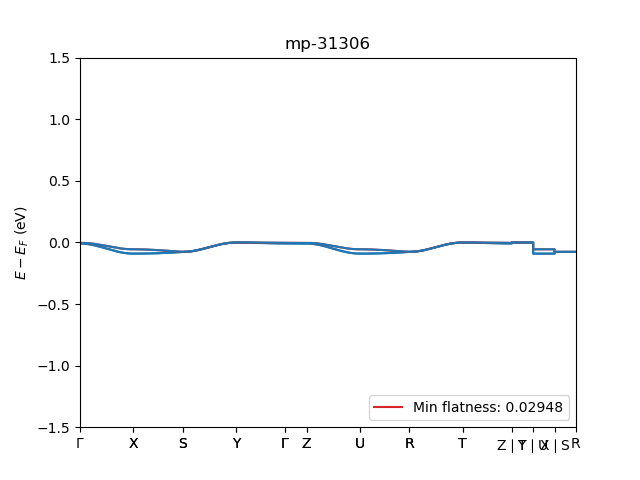 mp-31306
1.5
1.0
0.5
0.0
−0.5
−1.0
−1.5
E − E_F (eV)
Min flatness: 0.02948
Γ X S Y Γ Z U R T Z | Y | X | S R